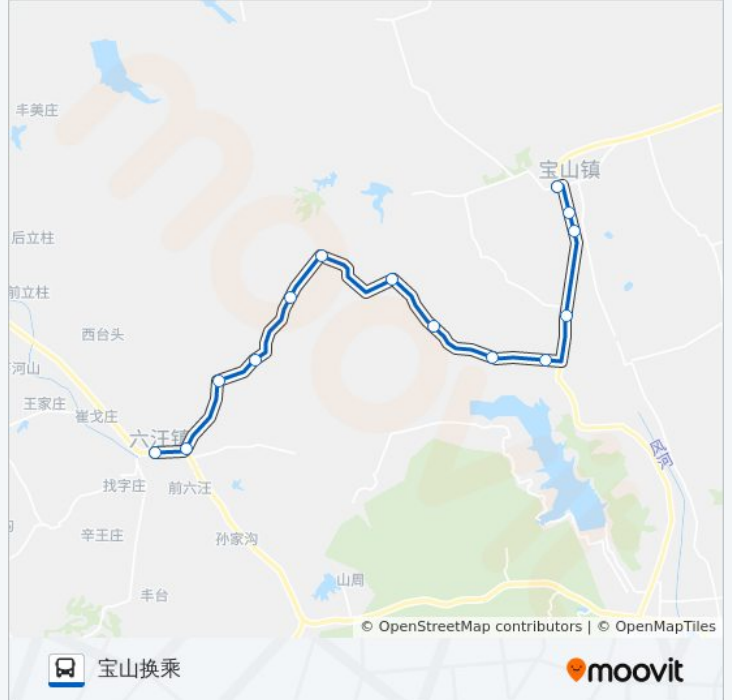 丰美庄
宝山镇
后立柱
前立柱
西台头
河山
王家庄
崔戈庄
六汪镇
风河
找字庄
前六汪
辛王庄
孙家沟
山周
丰台
© OpenStreetMap contributors | © OpenMapTiles
宝山换乘
moovit